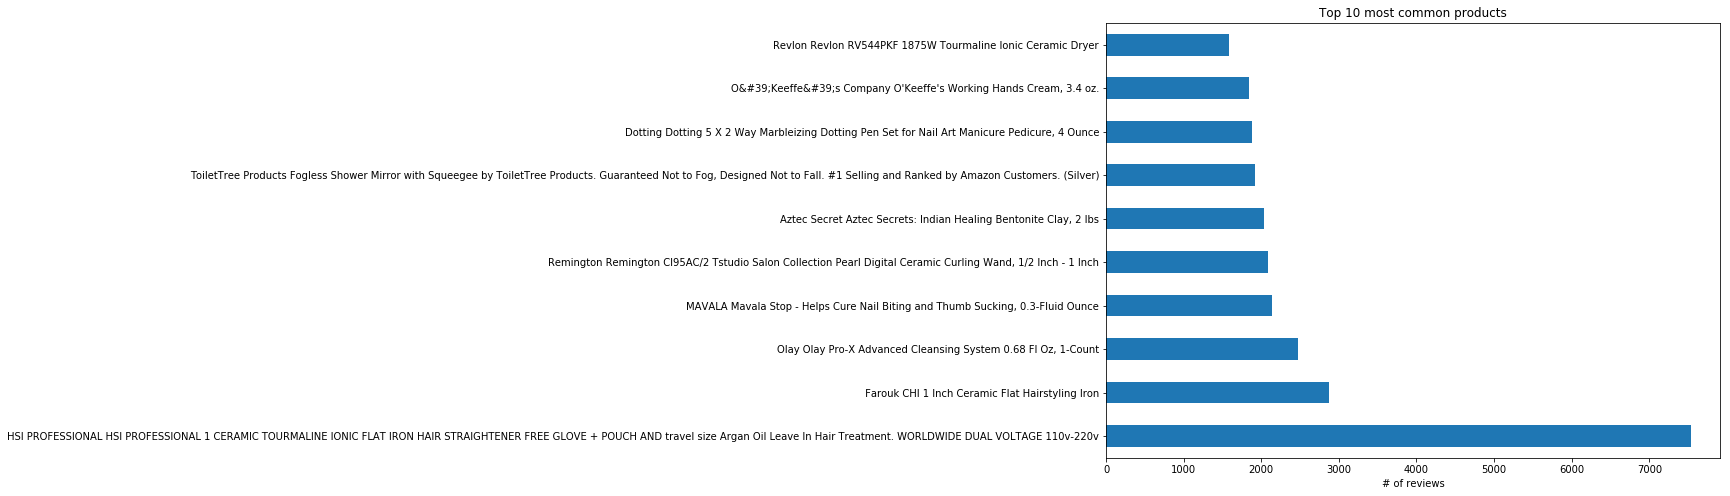 Top 10 most common products
Revlon Revlon RV544PKF 1875W Tourmaline Ionic Ceramic Dryer
O&#39;Keeffe&#39;s Company O'Keeffe's Working Hands Cream, 3.4 oz.
Dotting Dotting 5 X 2 Way Marbleizing Dotting Pen Set for Nail Art Manicure Pedicure, 4 Ounce
ToiletTree Products Fogless Shower Mirror with Squeegee by ToiletTree Products. Guaranteed Not to Fog, Designed Not to Fall. #1 Selling and Ranked by Amazon Customers. (Silver)
Aztec Secret Aztec Secrets: Indian Healing Bentonite Clay, 2 lbs
Remington Remington CI95AC/2 Tstudio Salon Collection Pearl Digital Ceramic Curling Wand, 1/2 Inch - 1 Inch
MAVALA Mavala Stop - Helps Cure Nail Biting and Thumb Sucking, 0.3-Fluid Ounce
Olay Olay Pro-X Advanced Cleansing System 0.68 Fl Oz, 1-Count
Farouk CHI 1 Inch Ceramic Flat Hairstyling Iron
HSI PROFESSIONAL HSI PROFESSIONAL 1 CERAMIC TOURMALINE IONIC FLAT IRON HAIR STRAIGHTENER FREE GLOVE + POUCH AND travel size Argan Oil Leave In Hair Treatment. WORLDWIDE DUAL VOLTAGE 110v-220v
0 1000 2000 3000 4000 5000 6000 7000
# of reviews